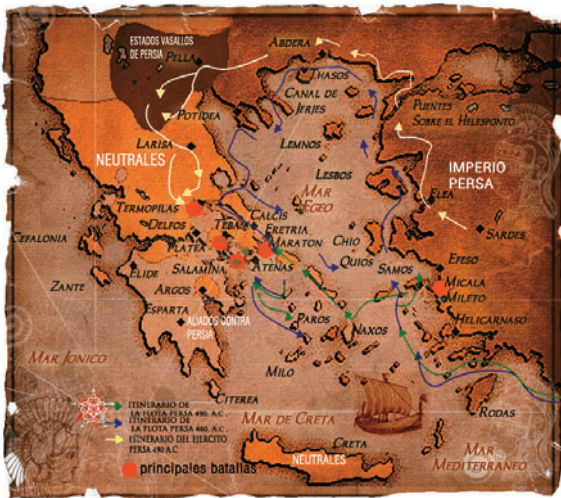 ESTADOS VASALLOS
DE PERSIA
PELLA
ABDERA
THASOS
CANAL DE
JERJES
PUENTES
SOBRE EL HELESPONTO
POTIDEA
LARISA
LEMNOS
NEUTRALES
IMPERIO
PERSA
LESBOS
MAR
EGEO
ELEA
TERMOPILAS
DELFOS
TEBAS
CALCIS
ERETRIA
MARATON
SARDES
CEFALONIA
PLATEA
CHIO
QUIOS
EFESO
ELIDE
SALAMINA
ATENAS
SAMOS
MICALA
MILETO
ZANTE
ARGOS
ESPARTA
ALIADOS CONTRA
PERSIA
PAROS
NAXOS
HELICARNASO
MAR JONICO
MILO
CITEREA
RODAS
MAR DE CRETA
ITINERARIO DE
LA FLOTA PERSA 490. A.C.
ITINERARIO DE
LA FLOTA PERSA 480. A.C.
ITINERARIO DEL EJERCITO
PERSA 480 A.C
principales batallas
CRETA
NEUTRALES
MAR
MEDITERRANEO